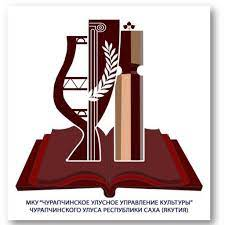 МКУ "ЧУРАПЧИНСКОЕ УЛУСНОЕ УПРАВЛЕНИЕ КУЛЬТУРЫ"
ЧУРАПЧИНСКОГО УЛУСА РЕСПУБЛИКИ САХА (ЯКУТИЯ)